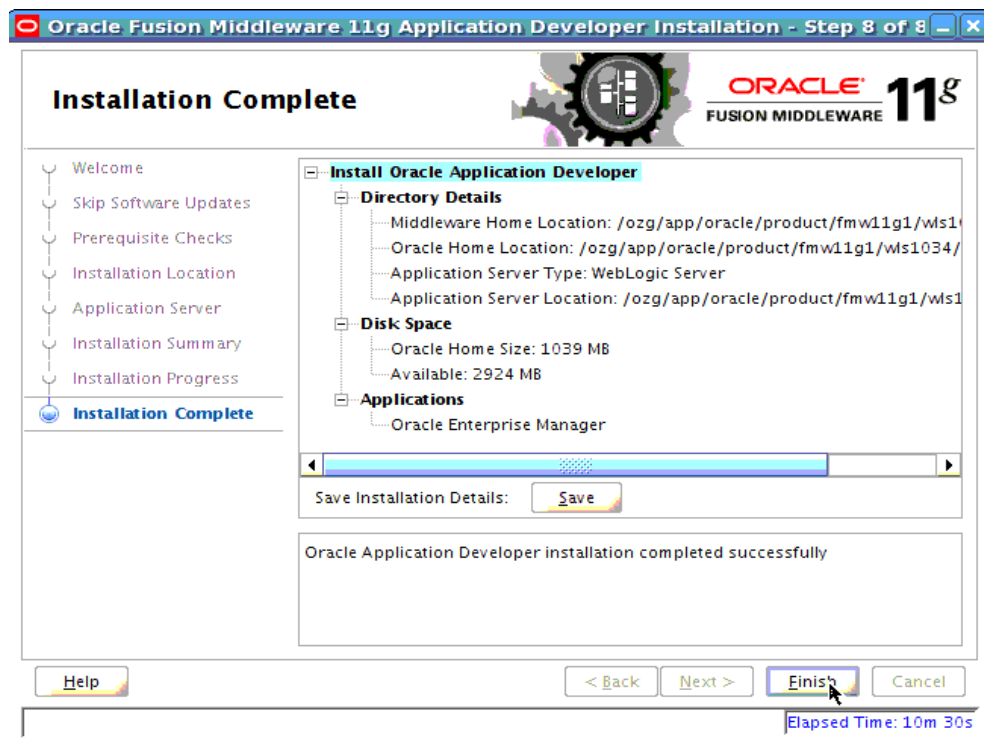 Oracle Fusion Middleware 11g Application Developer Installation - Step 8 of 8
Installation Complete
ORACLE
FUSION MIDDLEWARE 11g
Welcome
Skip Software Updates
Prerequisite Checks
Installation Location
Application Server
Installation Summary
Installation Progress
Installation Complete
Install Oracle Application Developer
Directory Details
Middleware Home Location: /ozg/app/oracle/product/fmw11g1/wls1
Oracle Home Location: /ozg/app/oracle/product/fmw11g1/wls1034/
Application Server Type: WebLogic Server
Application Server Location: /ozg/app/oracle/product/fmw11g1/wls1
Disk Space
Oracle Home Size: 1039 MB
Available: 2924 MB
Applications
Oracle Enterprise Manager
Save Installation Details: Save
Oracle Application Developer installation completed successfully
Help < Back Next > Finish Cancel
Elapsed Time: 10m 30s